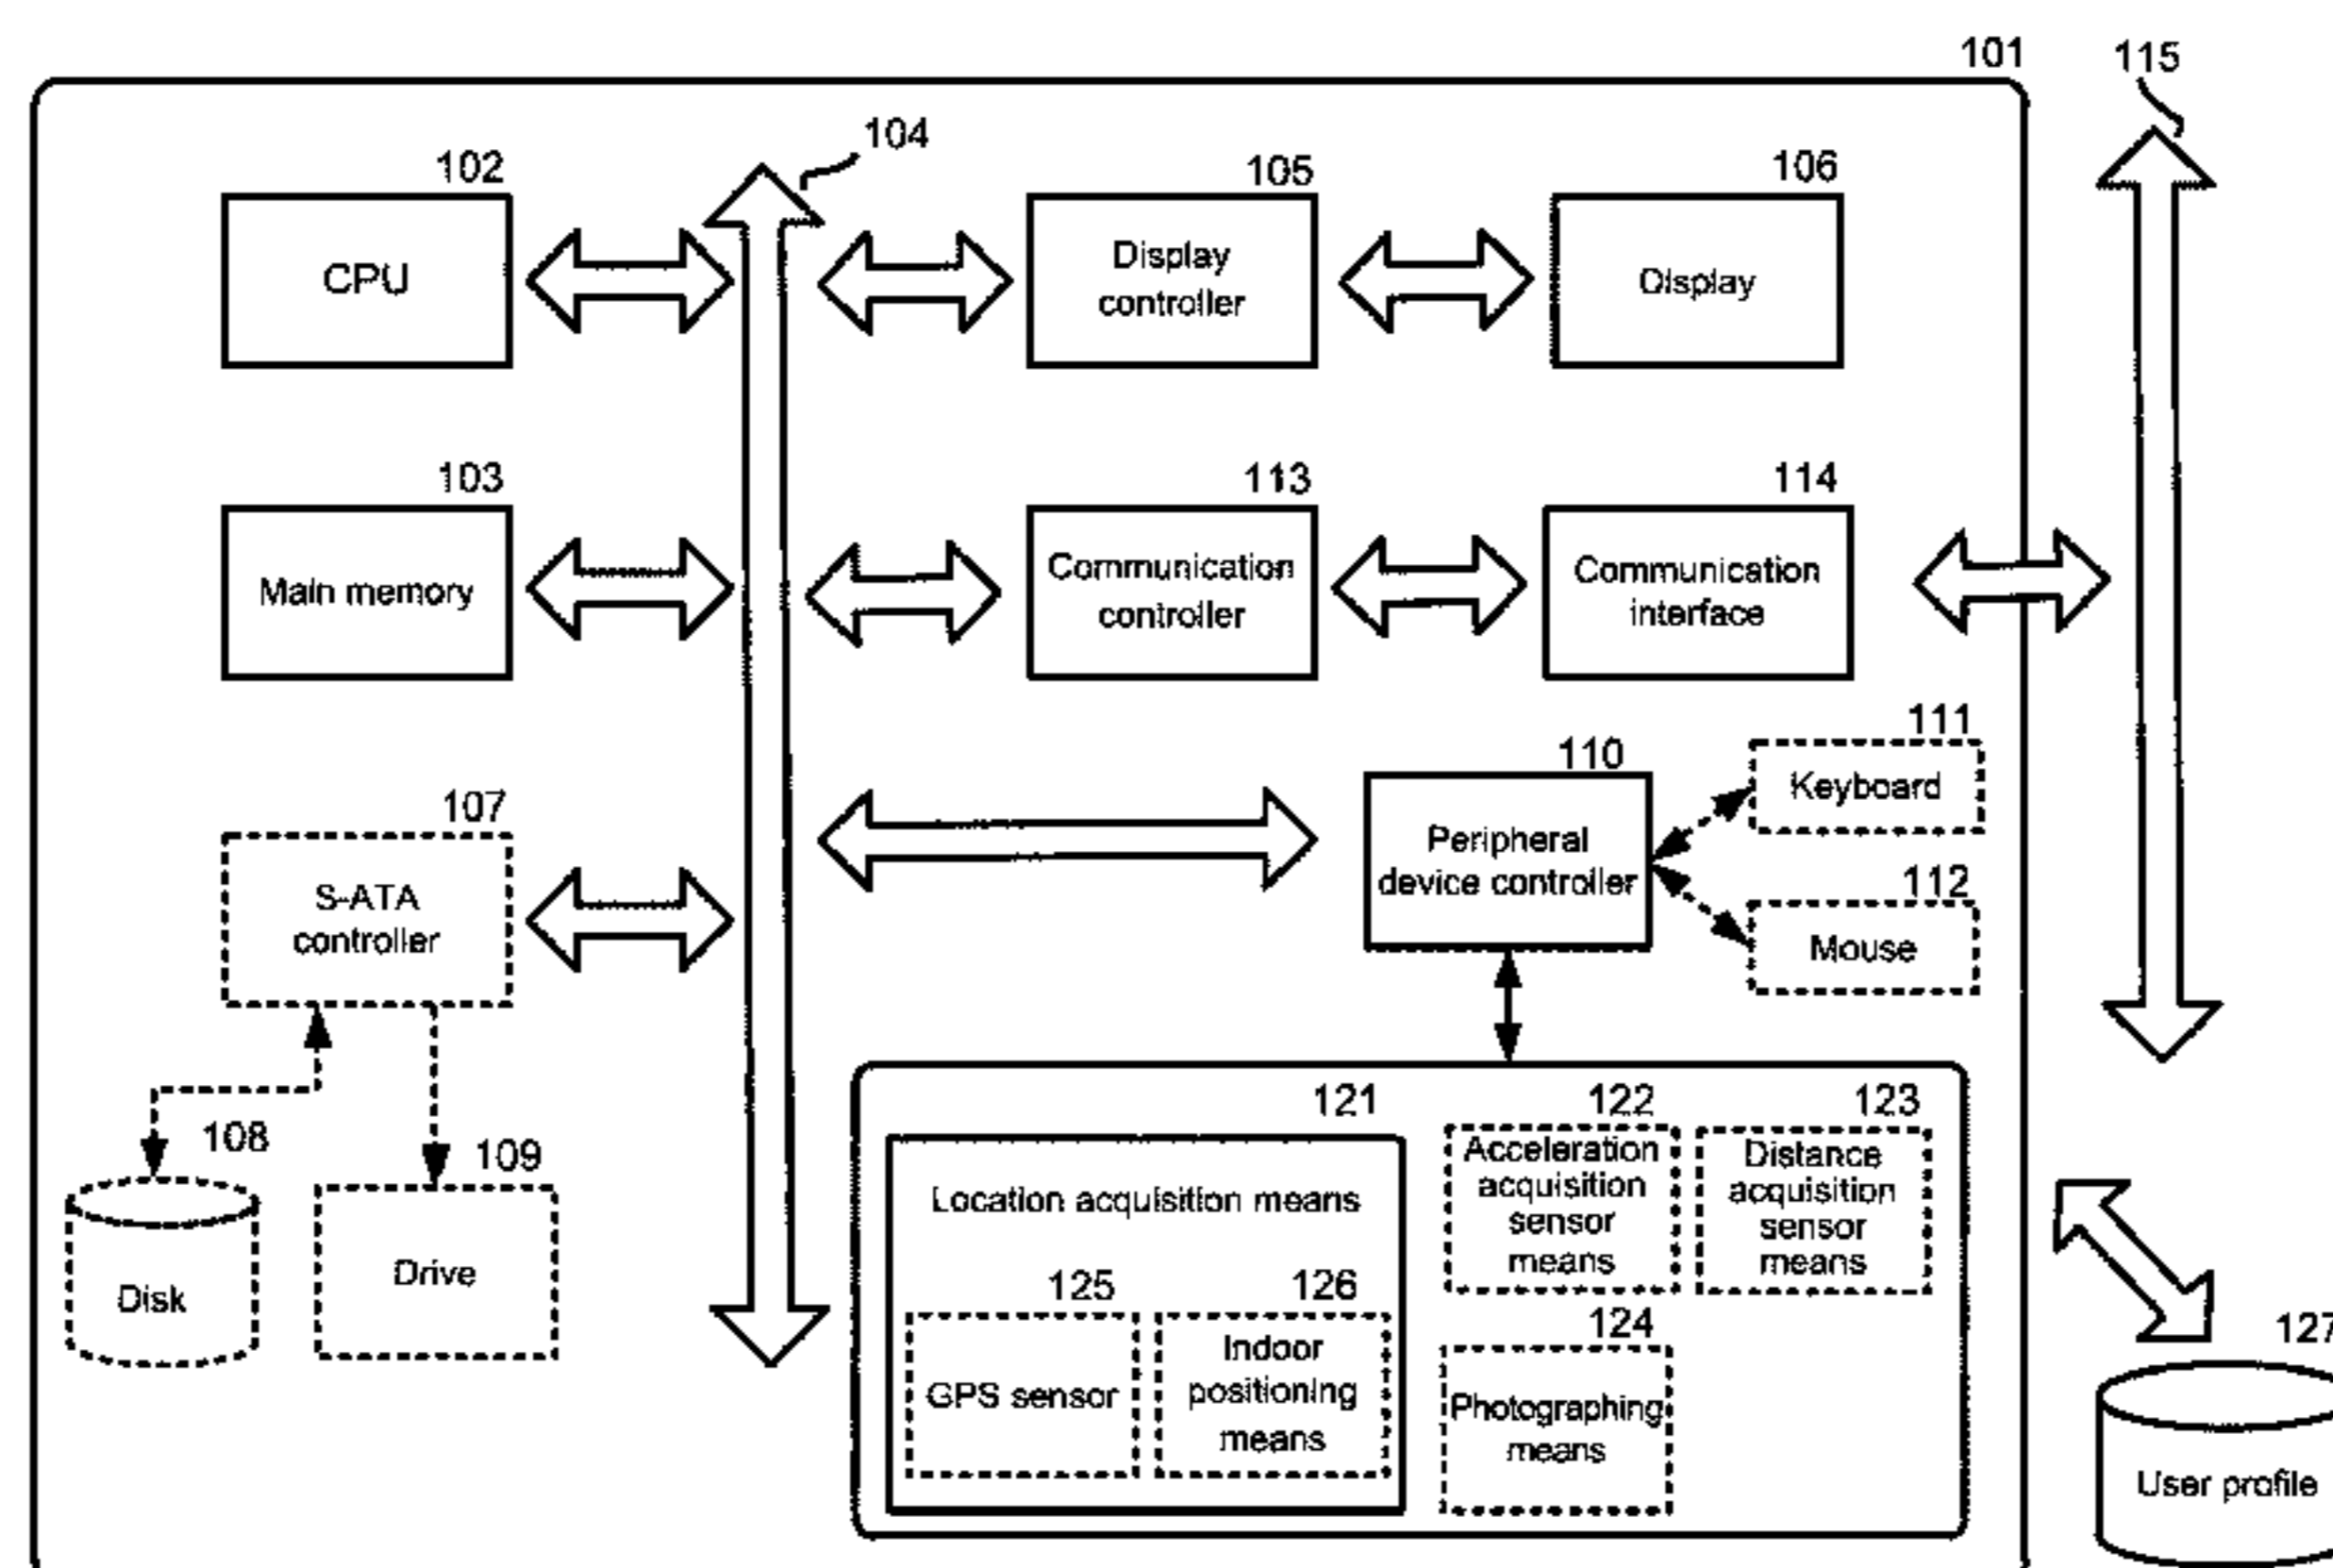 101
115
104
102
CPU
105
Display
controller
106
Display
103
Main memory
113
Communication
controller
114
Communication
interface
107
S-ATA
controller
110
Peripheral
device controller
111
Keyboard
112
Mouse
108
Disk
109
Drive
121
Location acquisition means
125
GPS sensor
126
Indoor
positioning
means
122
Acceleration
acquisition
sensor
means
123
Distance
acquisition
sensor
means
124
Photographing
means
127
User profile